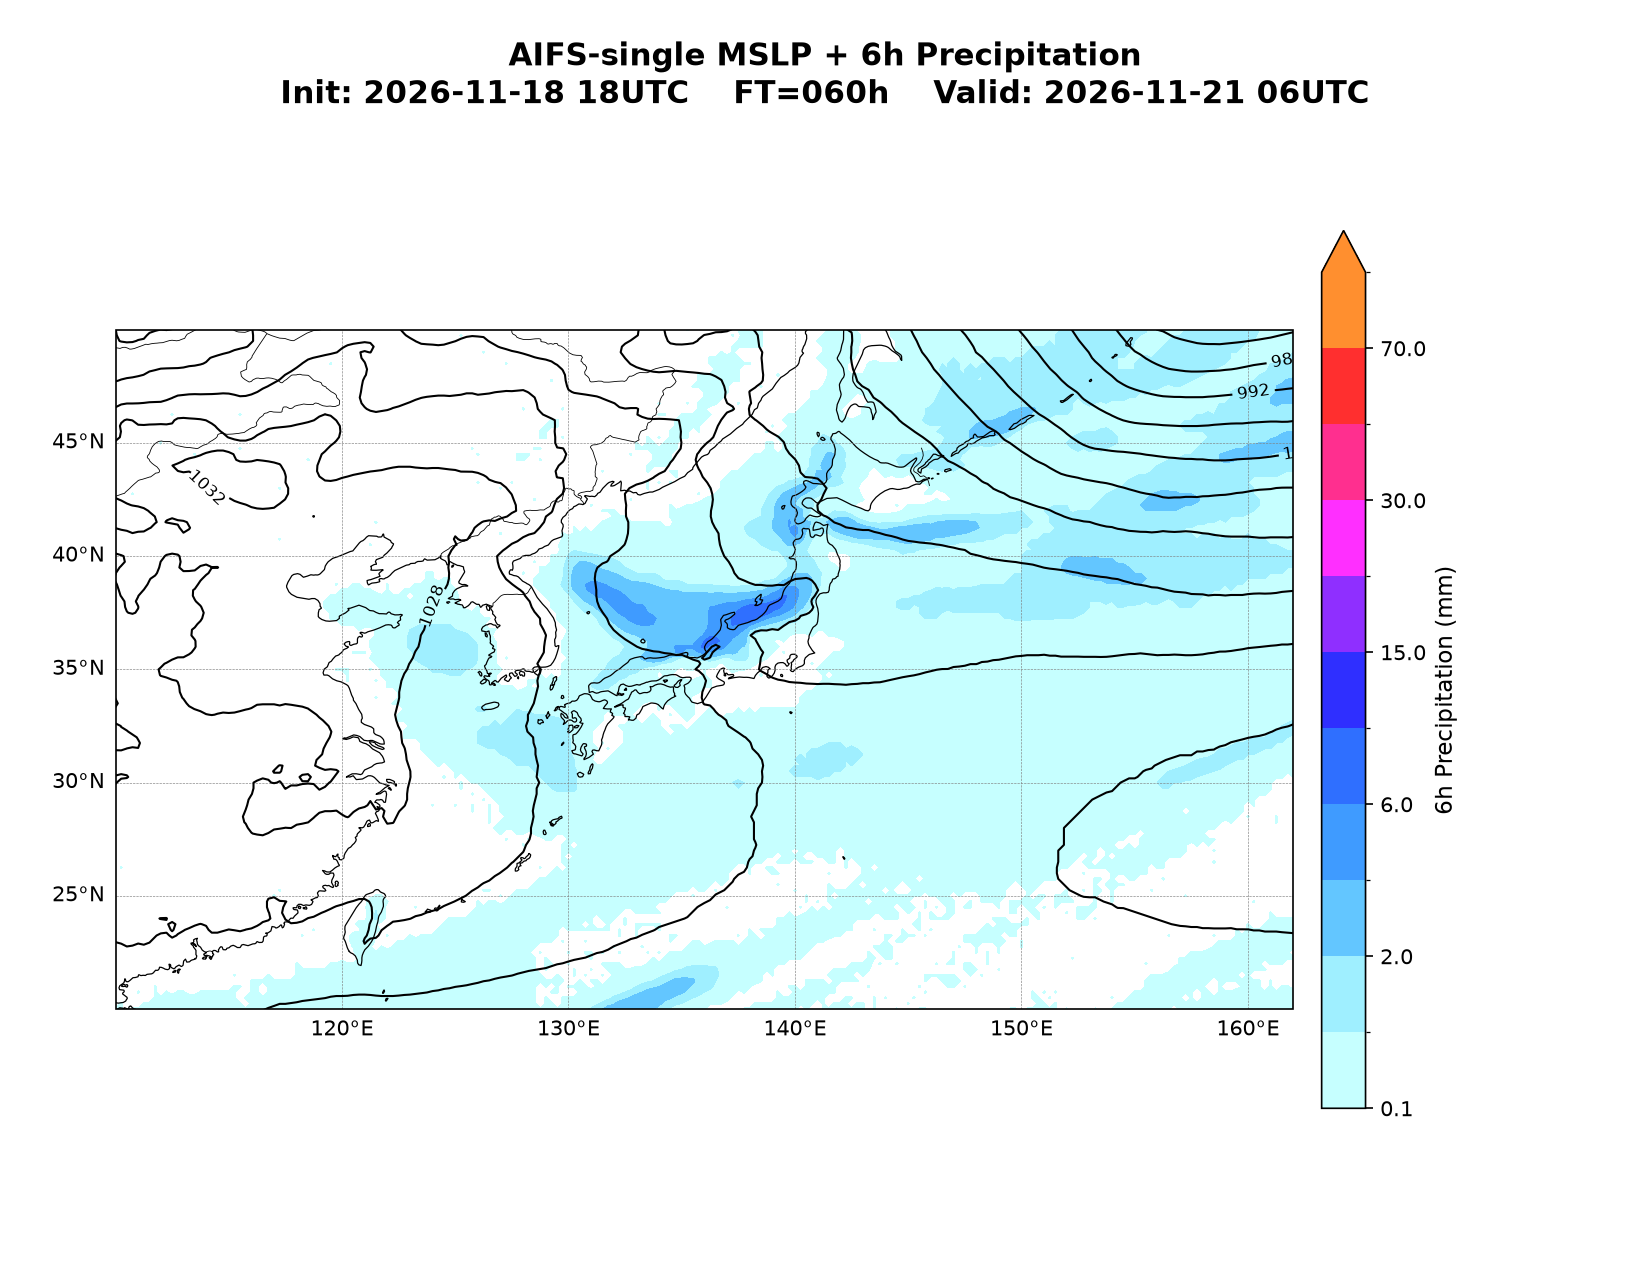 AIFS-single MSLP + 6h Precipitation
Init: 2026-11-18 18UTC    FT=060h    Valid: 2026-11-21 06UTC
98
992
1
1032
1028
45°N
40°N
35°N
30°N
25°N
120°E
130°E
140°E
150°E
160°E
70.0
30.0
15.0
6.0
2.0
0.1
6h Precipitation (mm)